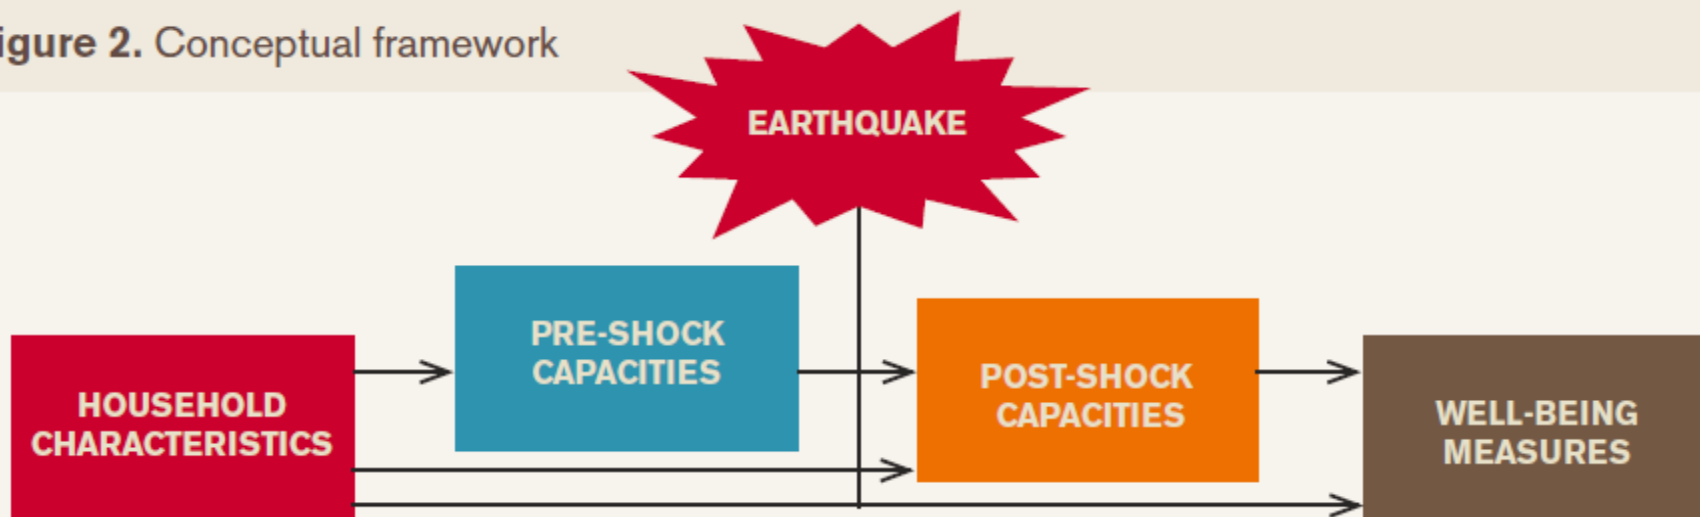 igure 2. Conceptual framework
EARTHQUAKE
PRE-SHOCK
CAPACITIES
POST-SHOCK
CAPACITIES
HOUSEHOLD
CHARACTERISTICS
WELL-BEING
MEASURES